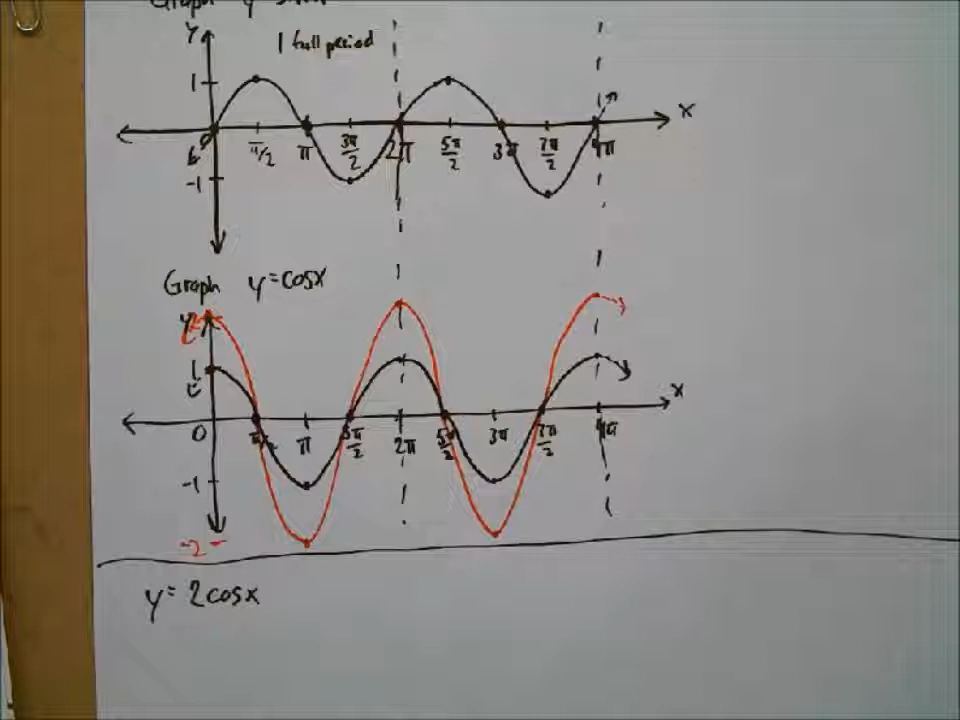 Graph y
y
1 full period
1
x
0
π/2
π
3π/2
2π
5π/2
3π
7π/2
4π
-1
Graph y=cosx
y
2
1
x
0
π
3π/2
2π
5π/2
3π
7π/2
4π
-1
-2
y= 2cosx